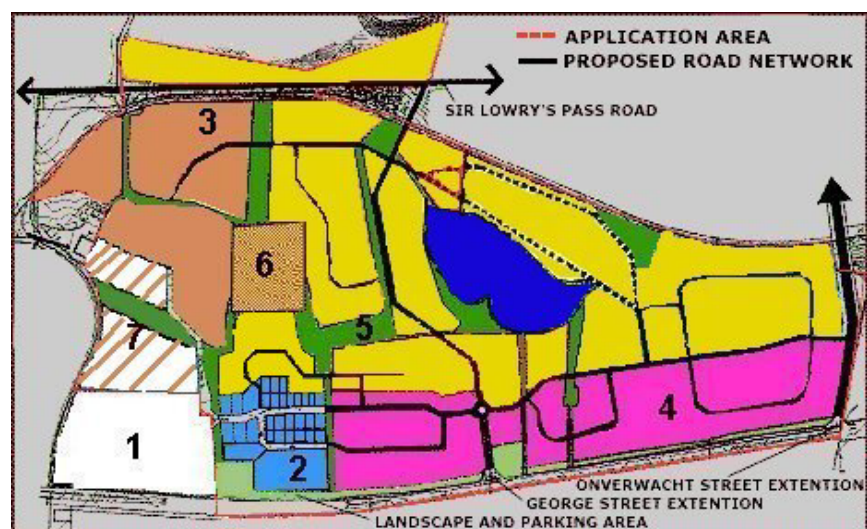 APPLICATION AREA
PROPOSED ROAD NETWORK
SIR LOWRY'S PASS ROAD
3
6
5
7
4
1
2
ONVERWACHT STREET EXTENTION
GEORGE STREET EXTENTION
LANDSCAPE AND PARKING AREA